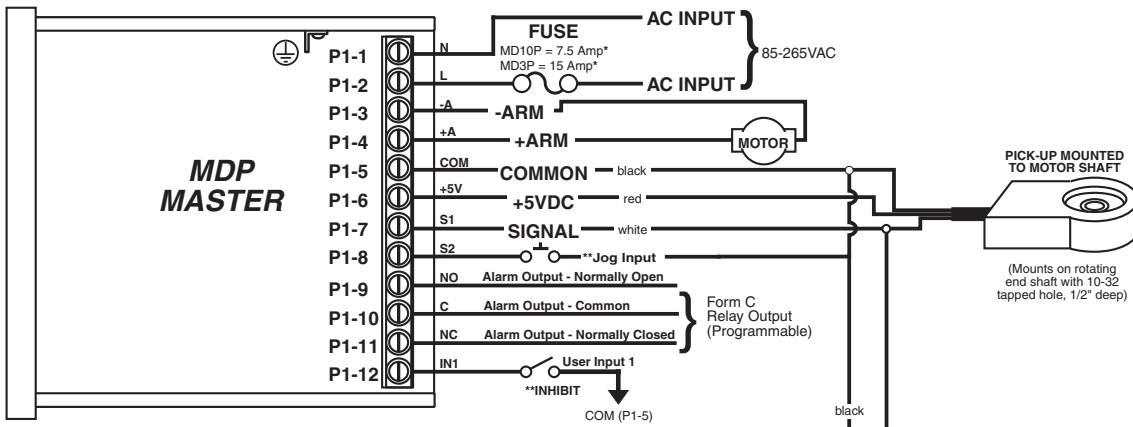 AC INPUT
FUSE
MD10P = 7.5 Amp*
MD3P = 15 Amp*
85-265VAC
AC INPUT
P1-1 N
P1-2 L
P1-3 -A -ARM
P1-4 +A +ARM MOTOR
P1-5 COM COMMON black
P1-6 +5V +5VDC red
P1-7 S1 SIGNAL white
P1-8 S2 **Jog Input
P1-9 NO Alarm Output - Normally Open
P1-10 C Alarm Output - Common
P1-11 NC Alarm Output - Normally Closed
P1-12 IN1 User Input 1
**INHIBIT
COM (P1-5)
MDP
MASTER
Form C
Relay Output
(Programmable)
PICK-UP MOUNTED
TO MOTOR SHAFT
(Mounts on rotating
end shaft with 10-32
tapped hole, 1/2" deep)
black